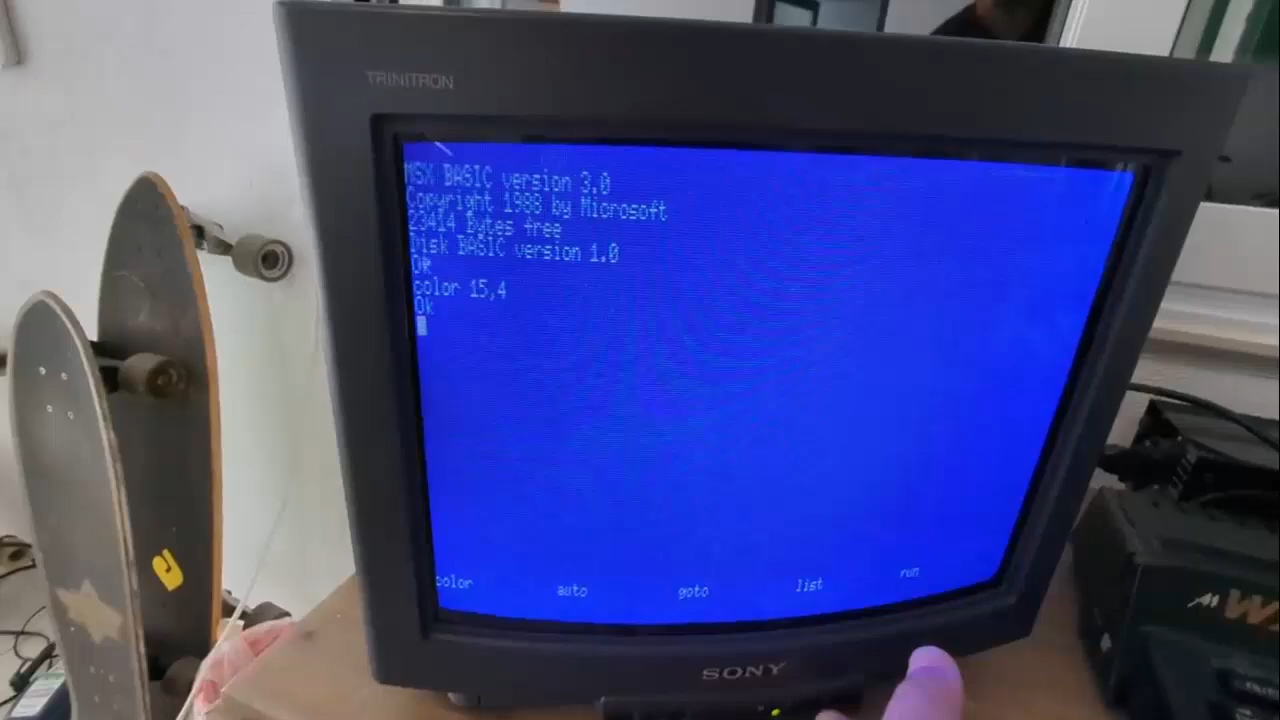 TRINITRON
MSX BASIC version 3.0
Copyright 1988 by Microsoft
23414 Bytes free
Disk BASIC version 1.0
Ok
color 15,4
Ok
color auto goto list run
SONY